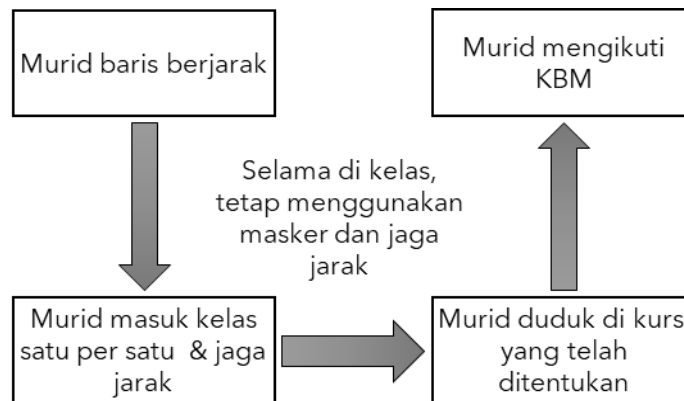 Murid baris berjarak
Murid mengikuti
KBM
Selama di kelas,
tetap menggunakan
masker dan jaga
jarak
Murid masuk kelas
satu per satu & jaga
jarak
Murid duduk di kurs
yang telah
ditentukan